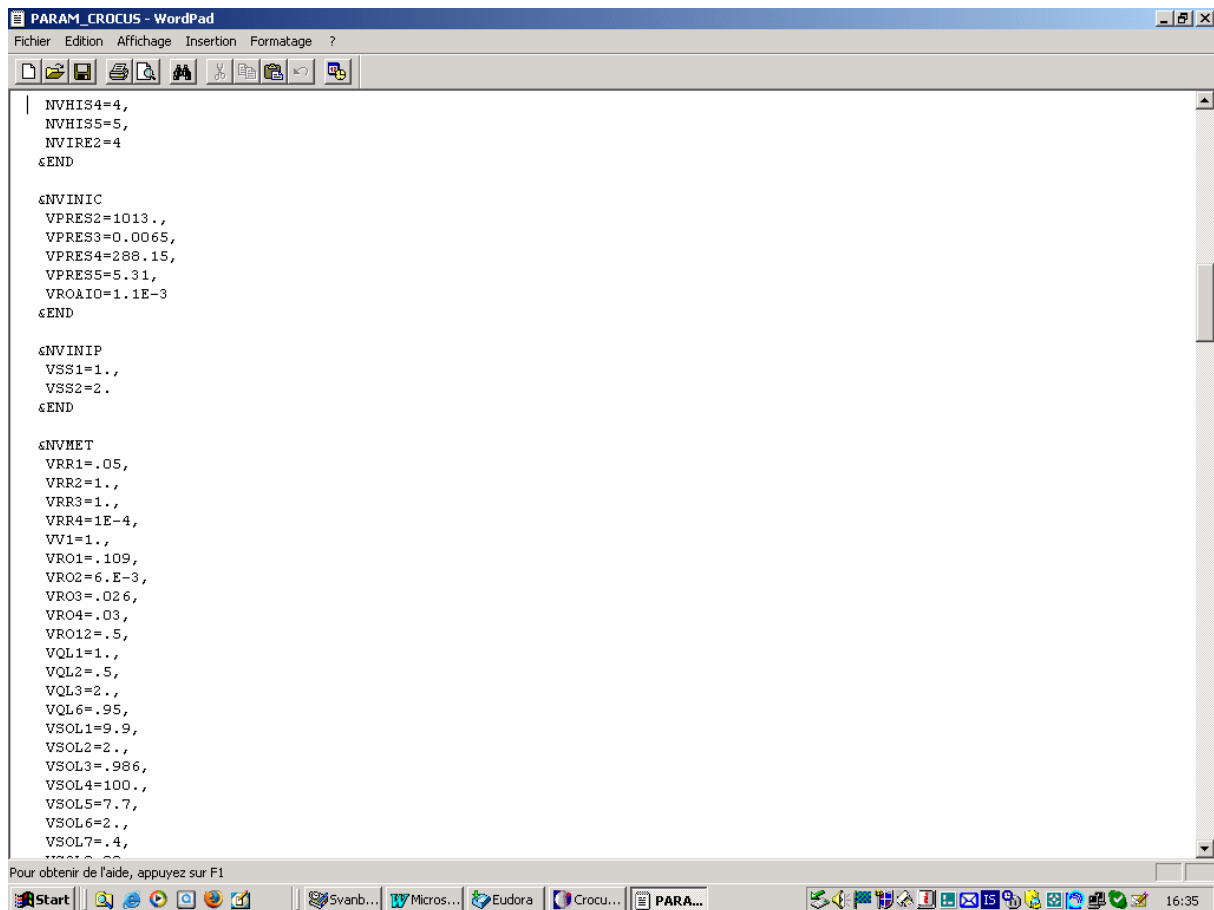 PARAM_CROCUS - WordPad
Fichier Edition Affichage Insertion Formatage ?
NVHIS4=4,
NVHIS5=5,
NVIRE2=4
&END
&NVINIC
VPRES2=1013.,
VPRES3=0.0065,
VPRES4=288.15,
VPRES5=5.31,
VROAIO=1.1E-3
&END
&NVINIP
VSS1=1.,
VSS2=2.
&END
&NVMET
VRR1=.05,
VRR2=1.,
VRR3=1.,
VRR4=1E-4,
VV1=1.,
VRO1=.109,
VRO2=6.E-3,
VRO3=.026,
VRO4=.03,
VRO12=.5,
VQL1=1.,
VQL2=.5,
VQL3=2.,
VQL6=.95,
VSOL1=9.9,
VSOL2=2.,
VSOL3=.986,
VSOL4=100.,
VSOL5=7.7,
VSOL6=2.,
VSOL7=.4,
Pour obtenir de l'aide, appuyez sur F1
Start Svanb... Micros... Eudora Crocu... PARA... IS 16:35